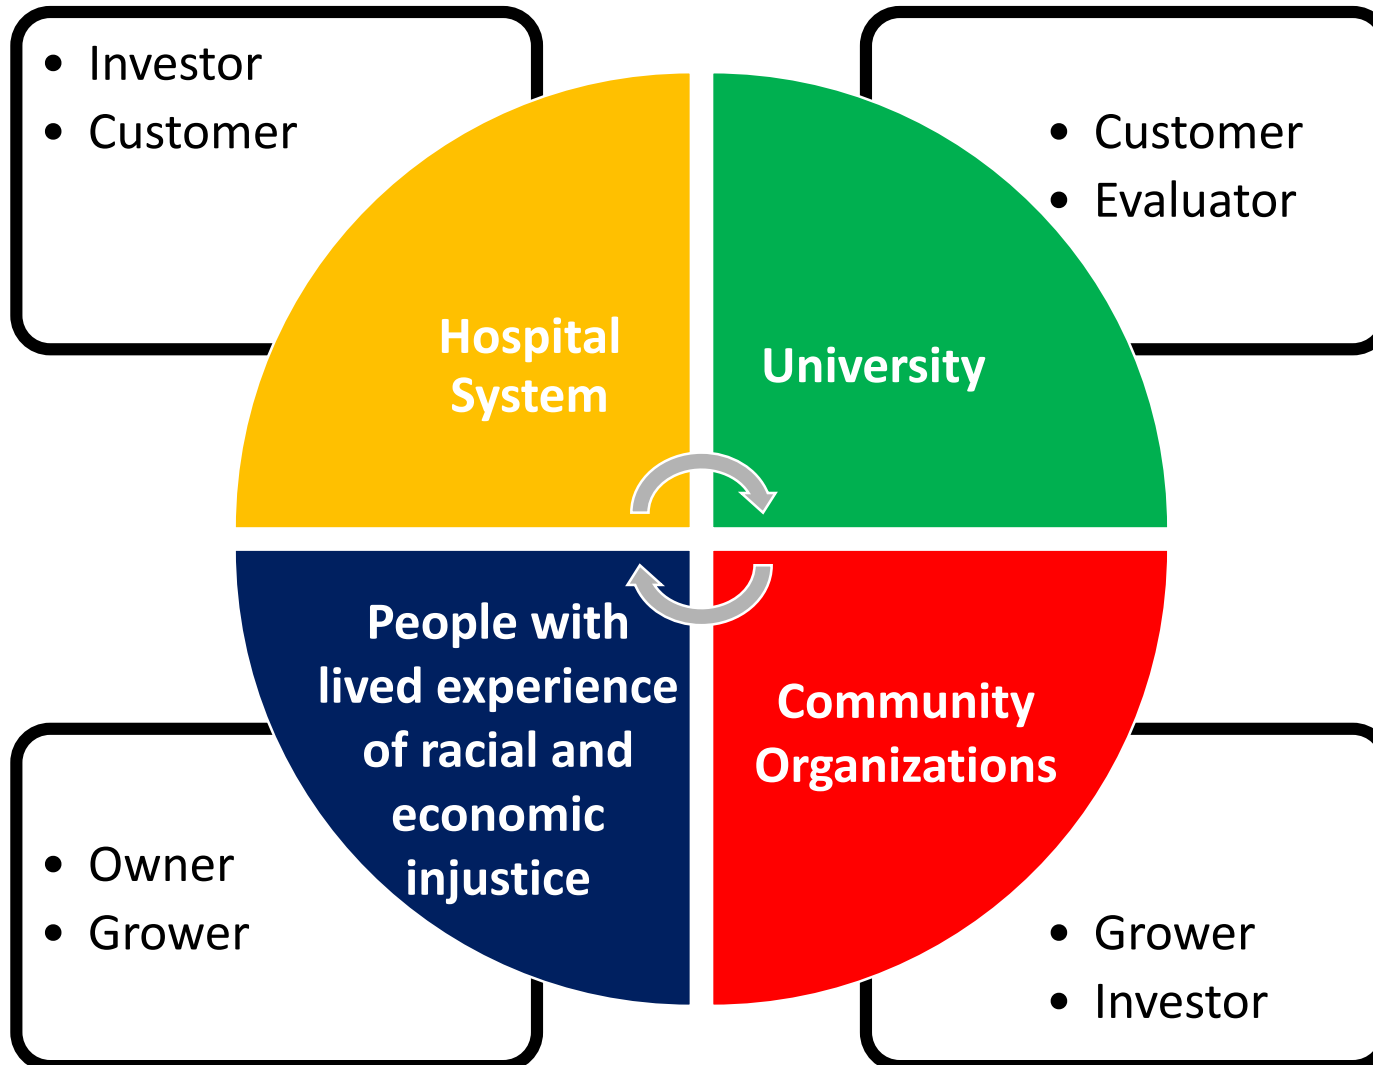 • Investor
• Customer
• Customer
• Evaluator
Hospital
System
University
People with
lived experience
of racial and
economic
injustice
Community
Organizations
• Owner
• Grower
• Grower
• Investor